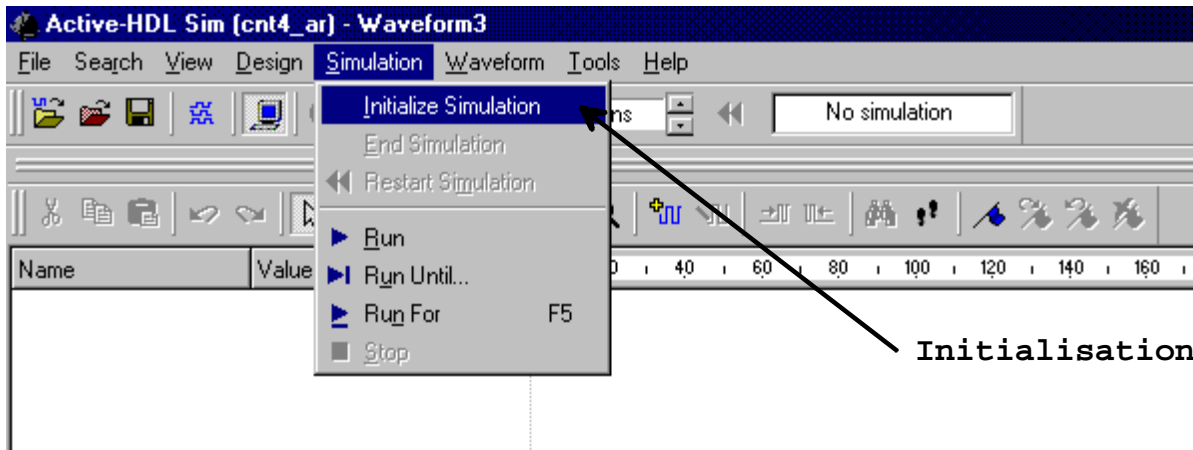 Active-HDL Sim (cnt4_ar) - Waveform3
File Search View Design Simulation Waveform Tools Help
Initialize Simulation
ns
No simulation
End Simulation
Restart Simulation
Run
Name Value 40 60 80 100 120 140 160
Run Until...
Run For F5
Initialisation
Stop